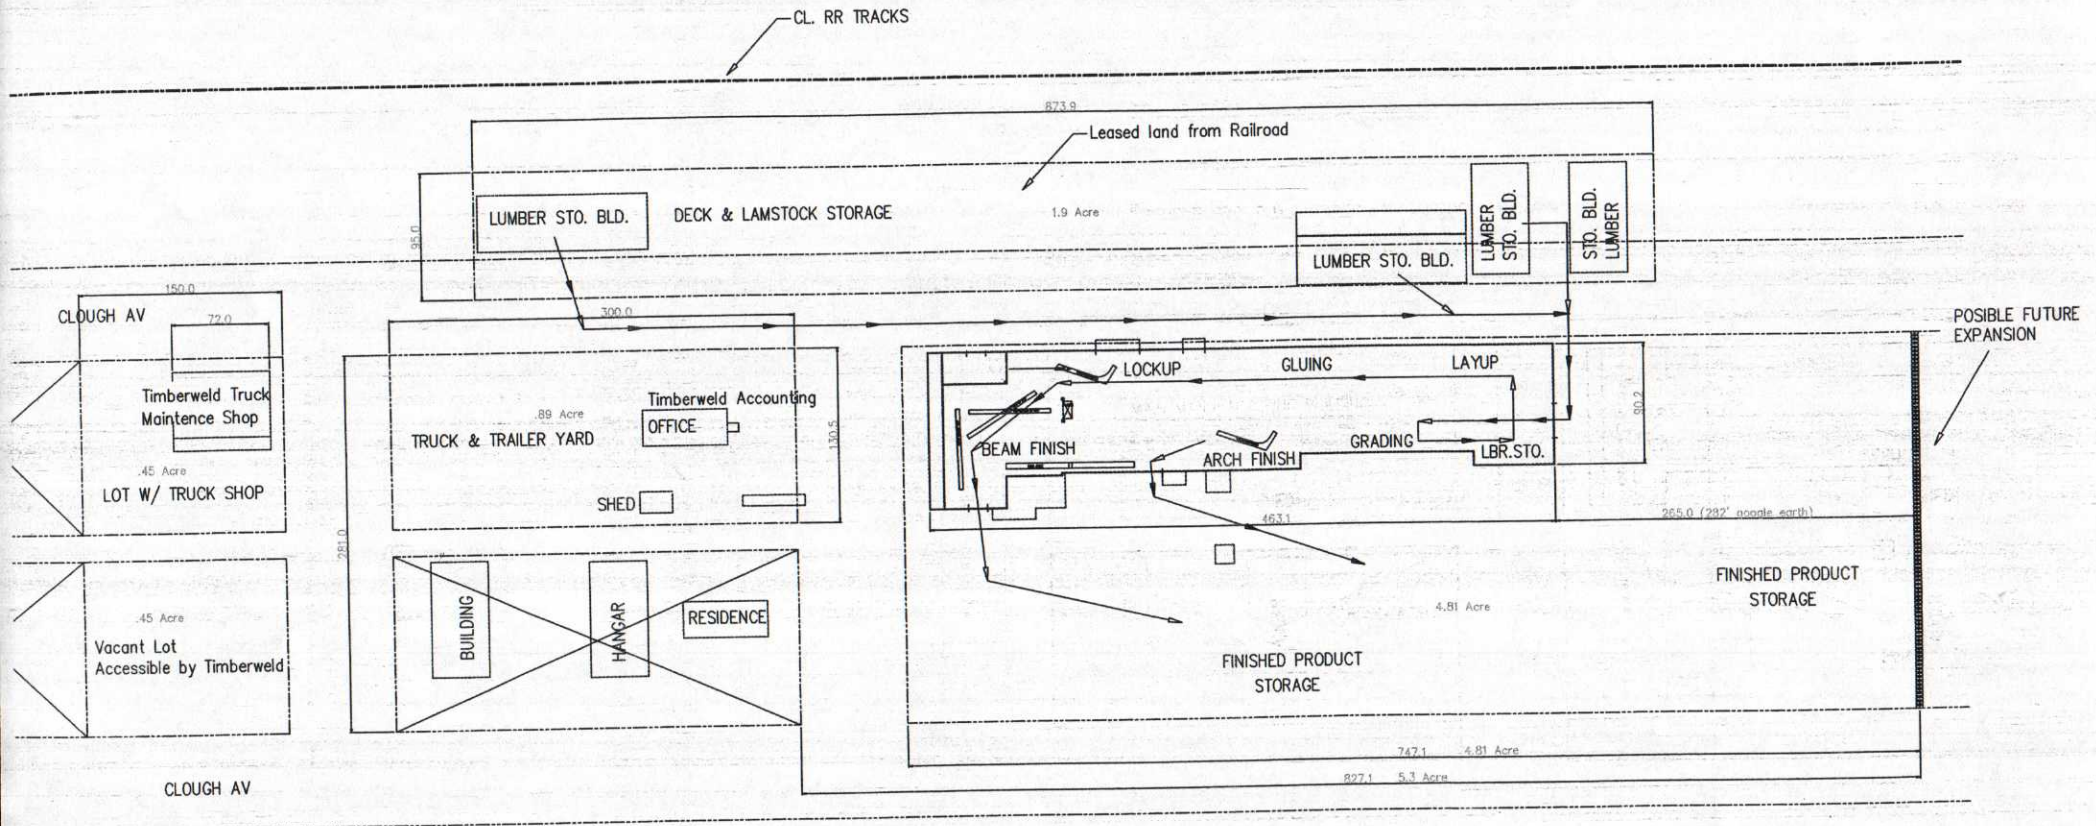 CL. RR TRACKS
873.9
Leased land from Railroad
LUMBER STO. BLD.
DECK & LAMSTOCK STORAGE
1.9 Acre
95.0
LUMBER STO. BLD.
LUMBER
STO. BLD.
STO. BLD.
LUMBER
150.0
CLOUGH AV
72.0
300.0
POSIBLE FUTURE
EXPANSION
Timberweld Truck
Maintence Shop
.45 Acre
LOT W/ TRUCK SHOP
.89 Acre
Timberweld Accounting
OFFICE
TRUCK & TRAILER YARD
SHED
130.5
281.0
LOCKUP
GLUING
LAYUP
90.2
BEAM FINISH
ARCH FINISH
GRADING
LBR.STO.
463.1
265.0 (282' google earth)
.45 Acre
Vacant Lot
Accessible by Timberweld
BUILDING
HANGAR
RESIDENCE
4.81 Acre
FINISHED PRODUCT
STORAGE
FINISHED PRODUCT
STORAGE
747.1 4.81 Acre
827.1 5.3 Acre
CLOUGH AV